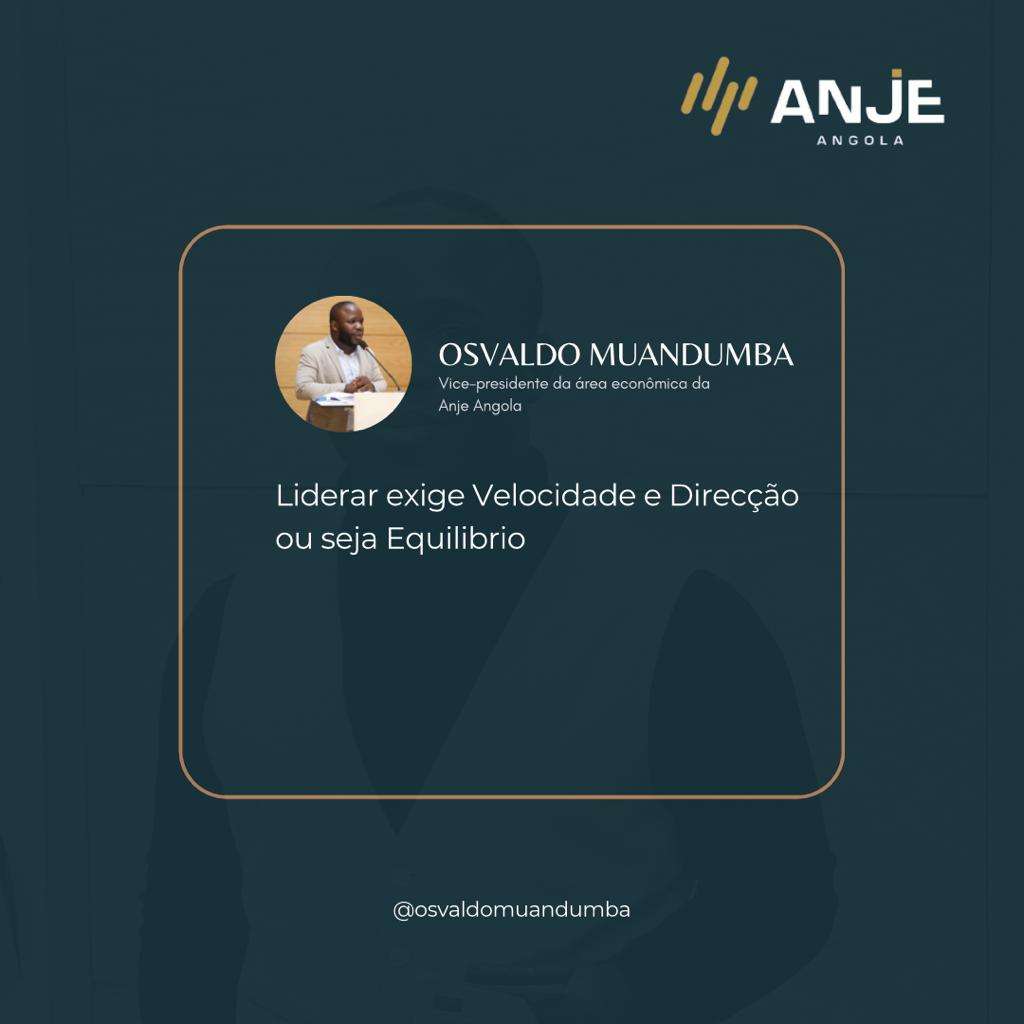 ANJE
ANGOLA
OSVALDO MUANDUMBA
Vice-presidente da área econômica da
Anje Angola
Liderar exige Velocidade e Direcção
ou seja Equilibrio
@osvaldomuandumba